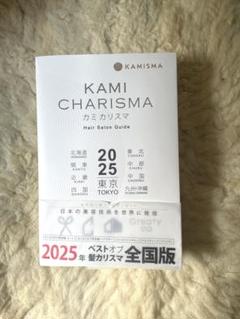 KAMISMA
KAMI
CHARISMA
カミカリスマ
Hair Salon Guide
北海道
関東
近畿
四国
2025
東京
TOKYO
東北
中部
中国
九州・沖縄
日本の美容技術を世界に発信
2025年 ベストオブ髪カリスマ 全国版